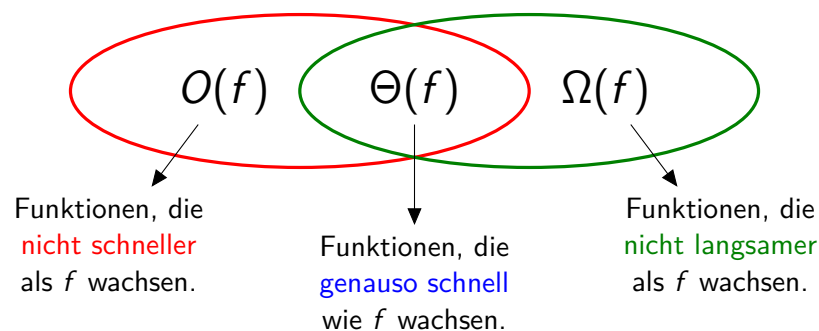 O(f)
Θ(f)
Ω(f)
Funktionen, die
nicht schneller
als f wachsen.
Funktionen, die
genauso schnell
wie f wachsen.
Funktionen, die
nicht langsamer
als f wachsen.